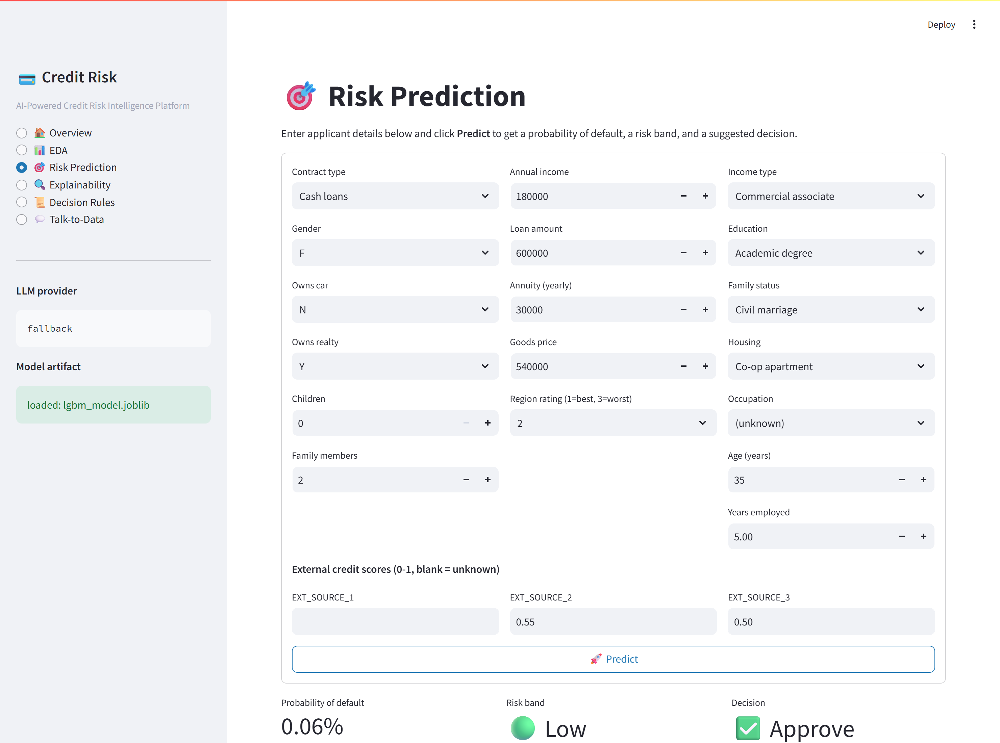 Deploy
Credit Risk
AI-Powered Credit Risk Intelligence Platform
Overview
EDA
Risk Prediction
Explainability
Decision Rules
Talk-to-Data
LLM provider
fallback
Model artifact
loaded: lgbm_model.joblib
Risk Prediction
Enter applicant details below and click Predict to get a probability of default, a risk band, and a suggested decision.
Contract type
Cash loans
Annual income
180000
Income type
Commercial associate
Gender
F
Loan amount
600000
Education
Academic degree
Owns car
N
Annuity (yearly)
30000
Family status
Civil marriage
Owns realty
Y
Goods price
540000
Housing
Co-op apartment
Children
0
Region rating (1=best, 3=worst)
2
Occupation
(unknown)
Family members
2
Age (years)
35
Years employed
5.00
External credit scores (0-1, blank = unknown)
EXT_SOURCE_1
EXT_SOURCE_2
0.55
EXT_SOURCE_3
0.50
Predict
Probability of default
0.06%
Risk band
Low
Decision
Approve